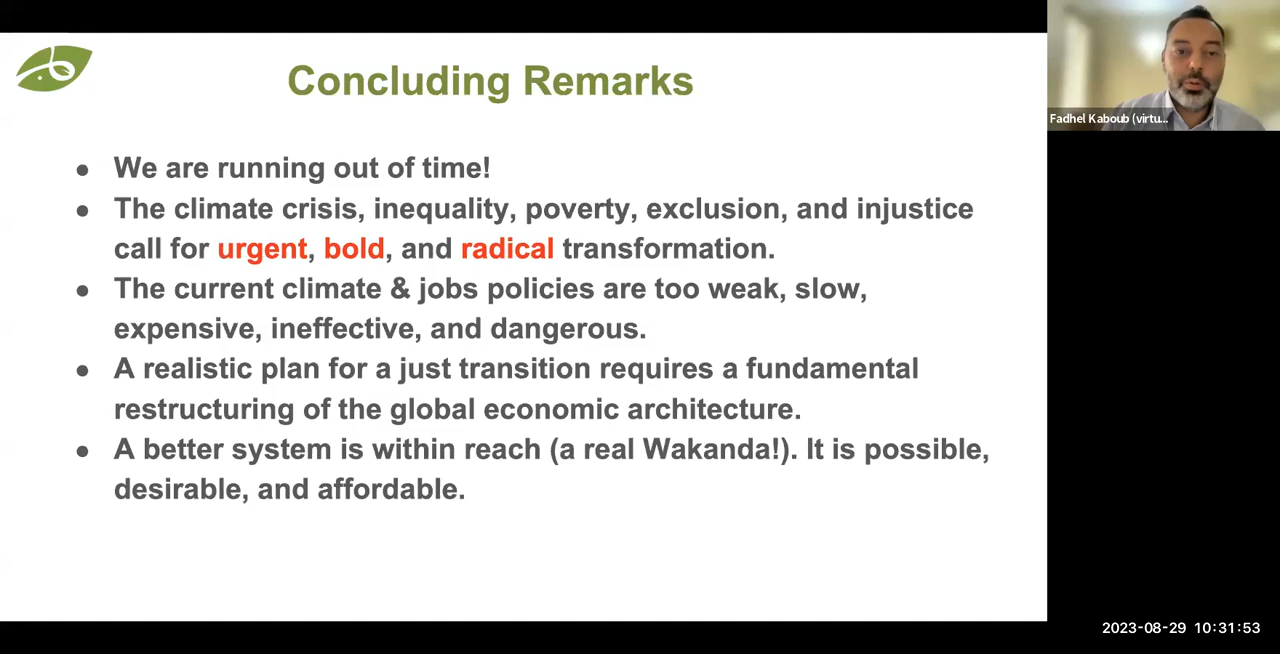 Concluding Remarks
● We are running out of time!
● The climate crisis, inequality, poverty, exclusion, and injustice
call for urgent, bold, and radical transformation.
● The current climate & jobs policies are too weak, slow,
expensive, ineffective, and dangerous.
● A realistic plan for a just transition requires a fundamental
restructuring of the global economic architecture.
● A better system is within reach (a real Wakanda!). It is possible,
desirable, and affordable.
Fadhel Kaboub (virtu...
2023-08-29 10:31:53